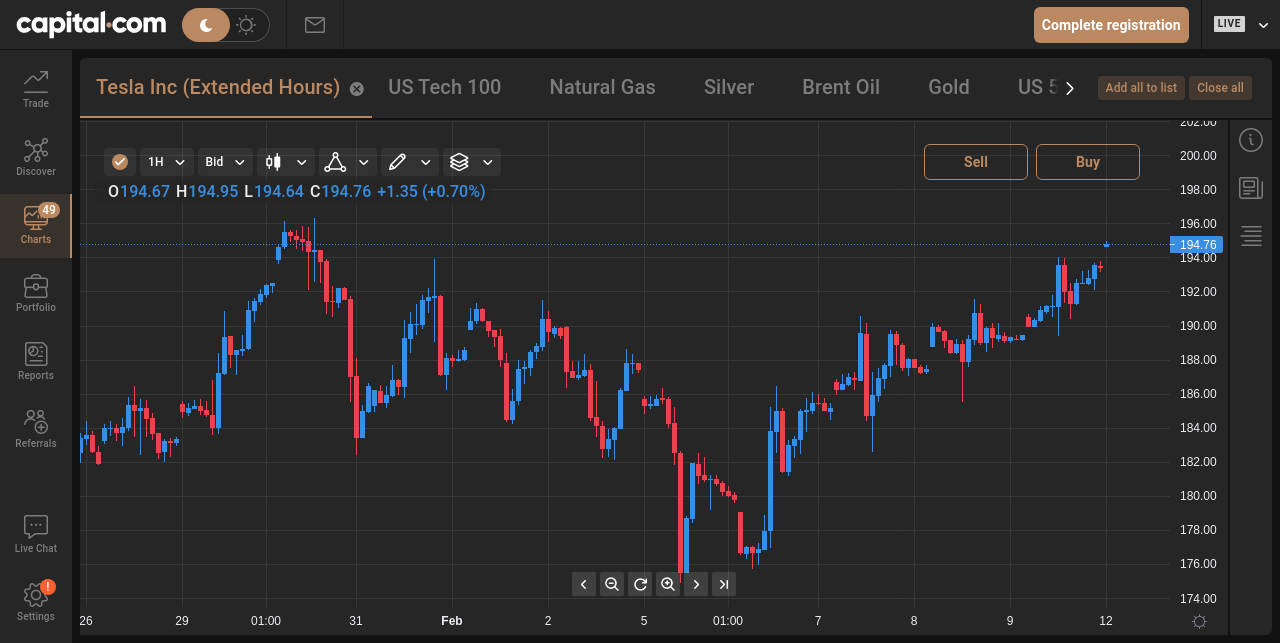 capital.com
Complete registration
LIVE
Trade
Discover
49
Charts
Portfolio
Reports
Referrals
Live Chat
!
Settings
Tesla Inc (Extended Hours) US Tech 100 Natural Gas Silver Brent Oil Gold US 5 Add all to list Close all
1H Bid
Sell Buy
O194.67 H194.95 L194.64 C194.76 +1.35 (+0.70%)
202.00
200.00
198.00
196.00
194.76
194.00
192.00
190.00
188.00
186.00
184.00
182.00
180.00
178.00
176.00
174.00
26 29 01:00 31 Feb 2 5 01:00 7 8 9 12